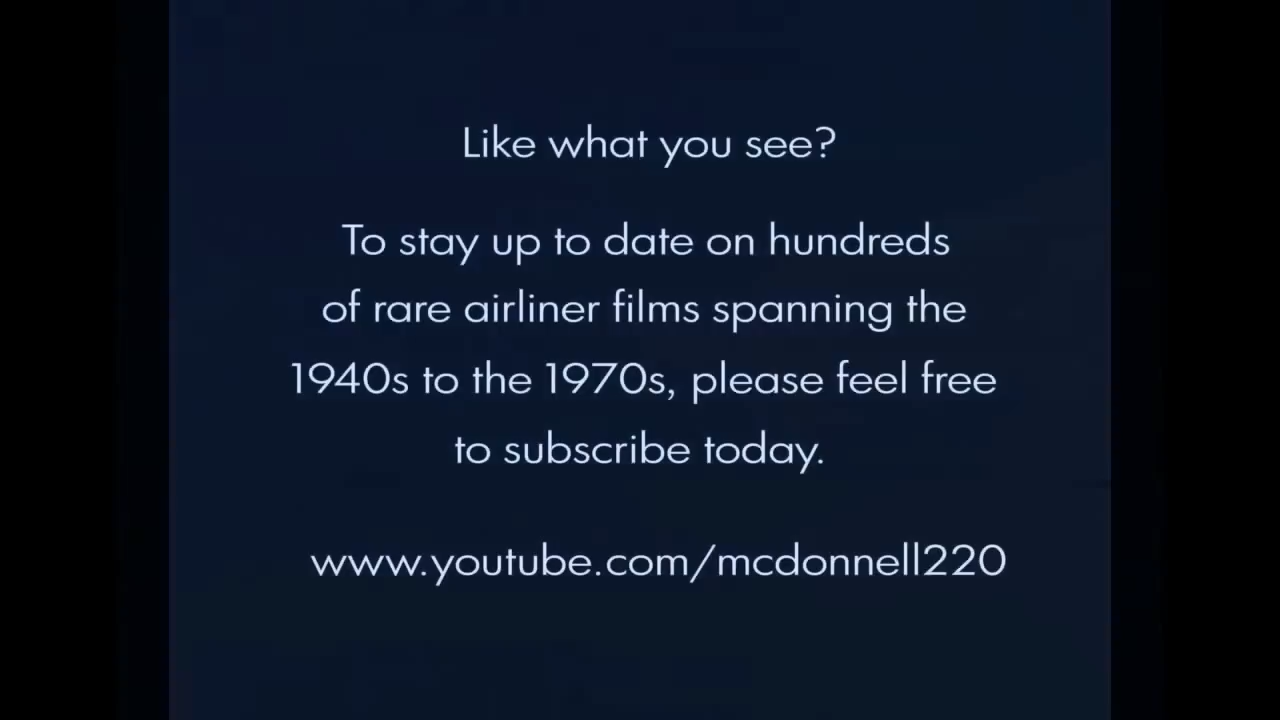 Like what you see?
To stay up to date on hundreds
of rare airliner films spanning the
1940s to the 1970s, please feel free
to subscribe today.
www.youtube.com/mcdonnell220